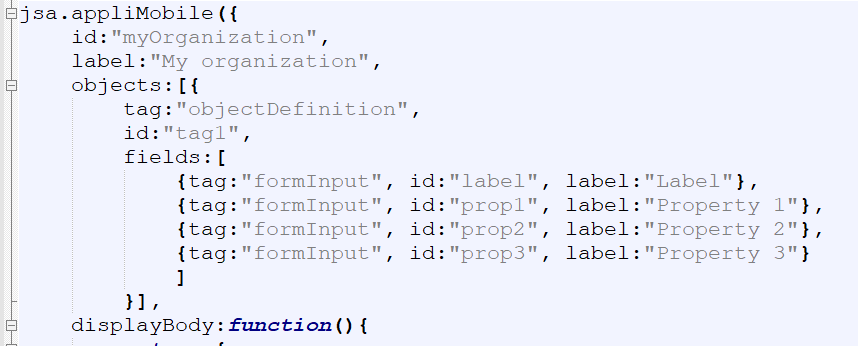 jsa.appliMobile({
id:"myOrganization",
label:"My organization",
objects:[{
tag:"objectDefinition",
id:"tag1",
fields:[
{tag:"formInput", id:"label", label:"Label"},
{tag:"formInput", id:"prop1", label:"Property 1"},
{tag:"formInput", id:"prop2", label:"Property 2"},
{tag:"formInput", id:"prop3", label:"Property 3"}
]
}],
displayBody:function(){